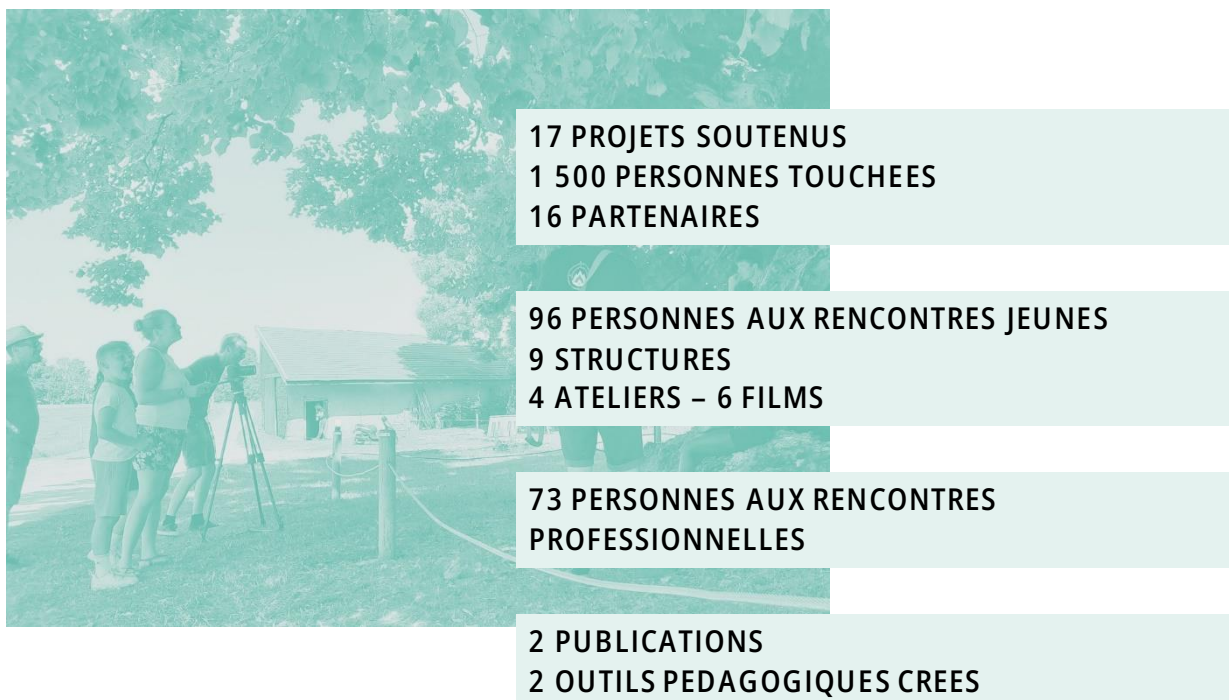 17 PROJETS SOUTENUS
1 500 PERSONNES TOUCHEES
16 PARTENAIRES
96 PERSONNES AUX RENCONTRES JEUNES
9 STRUCTURES
4 ATELIERS – 6 FILMS
73 PERSONNES AUX RENCONTRES
PROFESSIONNELLES
2 PUBLICATIONS
2 OUTILS PEDAGOGIQUES CREES